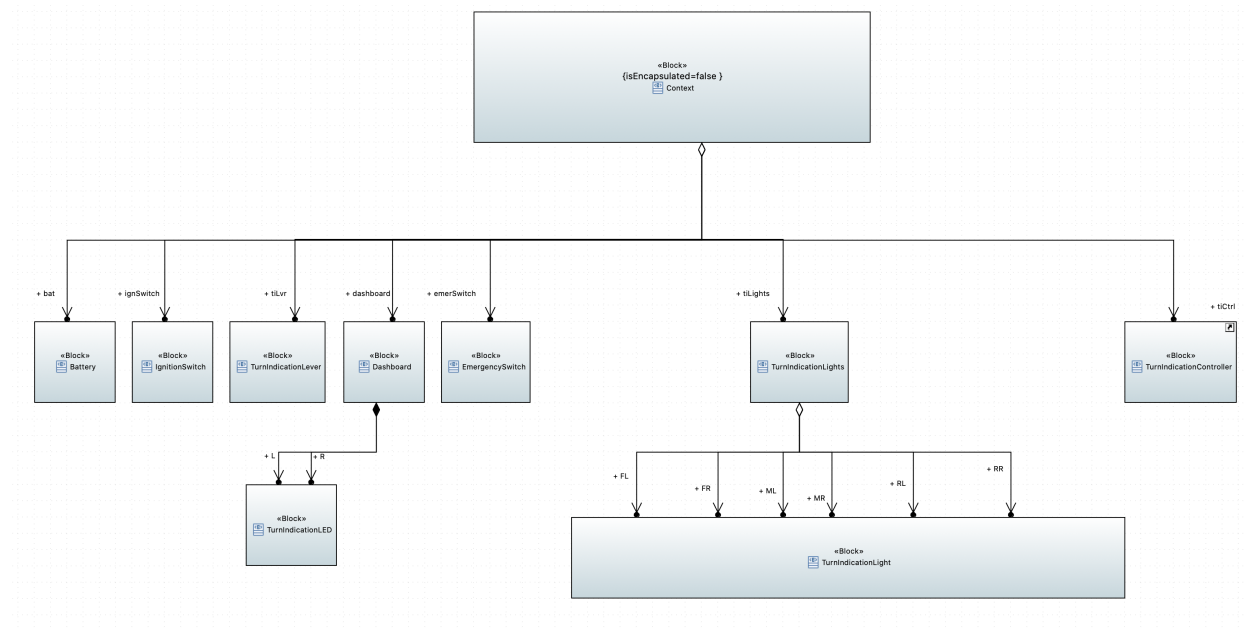 «Block»
{isEncapsulated=false }
Context
+ bat
+ ignSwitch
+ tiLvr
+ dashboard
+ emerSwitch
+ tiLights
+ tiCtrl
«Block»
Battery
«Block»
IgnitionSwitch
«Block»
TurnIndicationLever
«Block»
Dashboard
«Block»
EmergencySwitch
«Block»
TurnIndicationLights
«Block»
TurnIndicationController
+ L
+ R
+ FL
+ FR
+ ML
+ MR
+ RL
+ RR
«Block»
TurnIndicationLED
«Block»
TurnIndicationLight